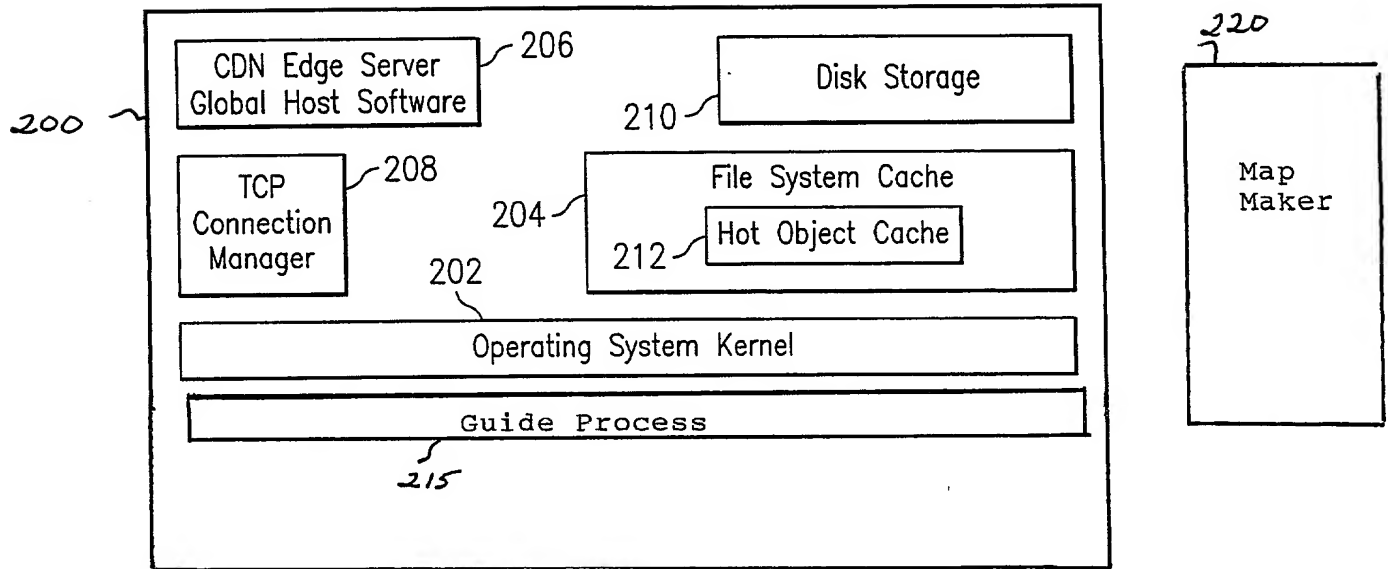 220
CDN Edge Server
Global Host Software
206
Disk Storage
210
200
TCP
Connection
Manager
208
File System Cache
204
Hot Object Cache
212
Map
Maker
202
Operating System Kernel
Guide Process
215